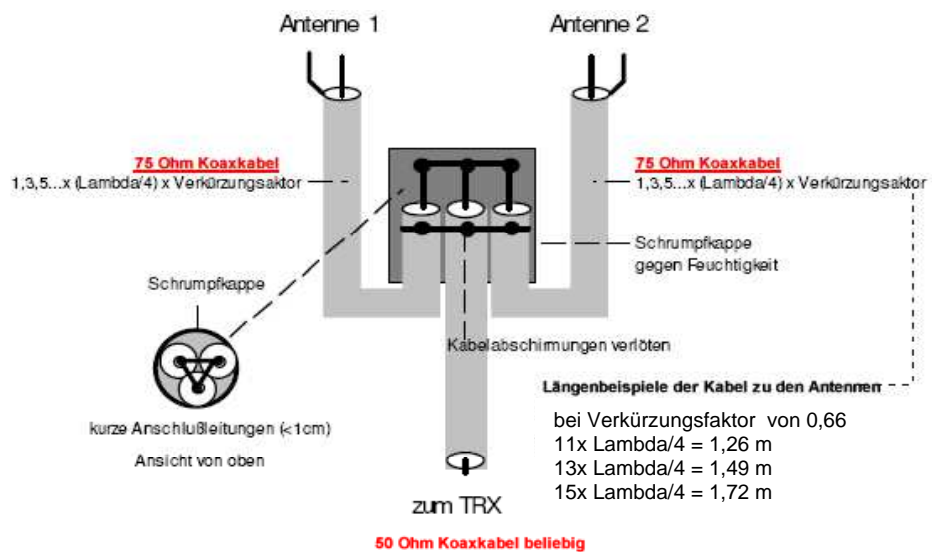 Antenne 1
Antenne 2
75 Ohm Koaxkabel
1,3,5...x (Lambda/4) x Verkürzungsaktor
75 Ohm Koaxkabel
1,3,5...x (Lambda/4) x Verkürzungsaktor
Schrumpfkappe
gegen Feuchtigkeit
Schrumpfkappe
Kabelabschirmungen verlöten
kurze Anschlußleitungen (<1cm)
Ansicht von oben
Längenbeispiele der Kabel zu den Antennen
bei Verkürzungsfaktor von 0,66
11x Lambda/4 = 1,26 m
13x Lambda/4 = 1,49 m
15x Lambda/4 = 1,72 m
zum TRX
50 Ohm Koaxkabel beliebig